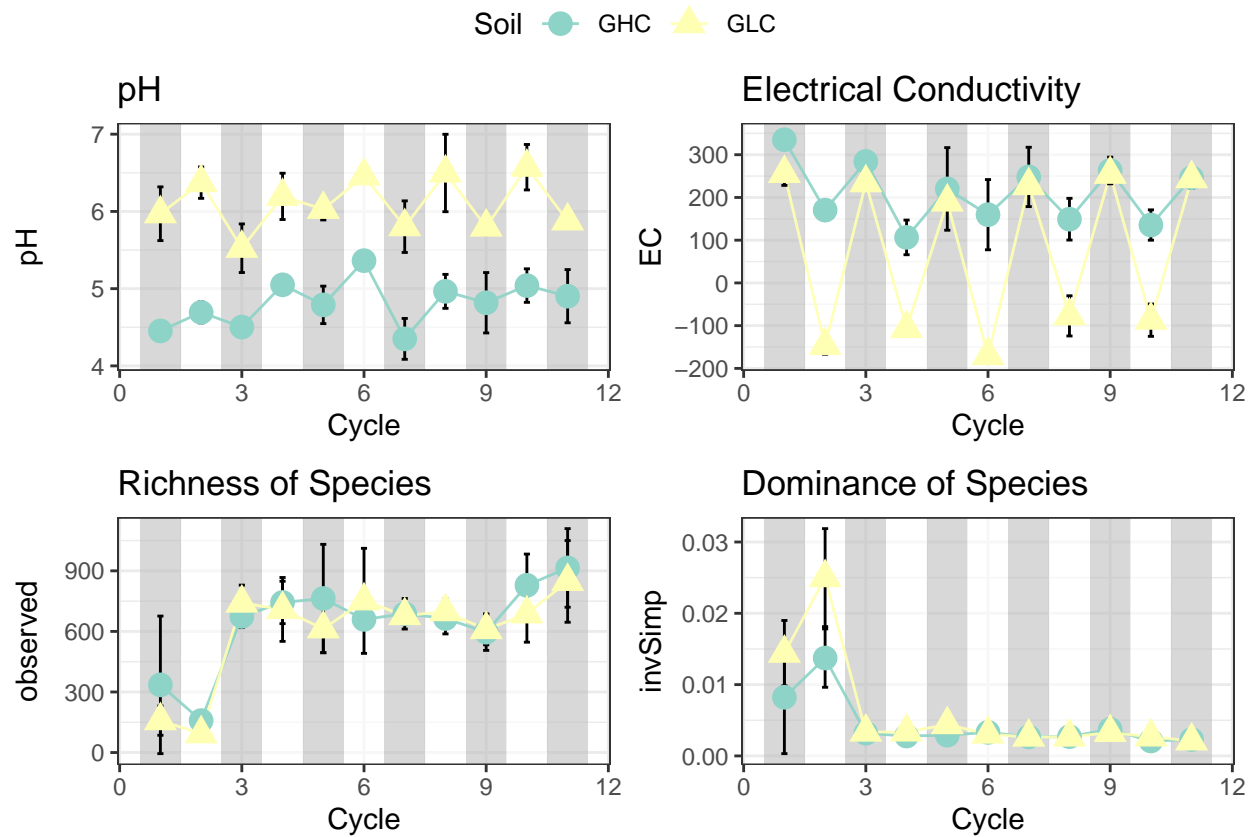 Soil GHC GLC
pH Electrical Conductivity
7
6
5
4
pH
0 3 6 9 12
Cycle
300
200
100
0
−100
−200
EC
0 3 6 9 12
Cycle
Richness of Species Dominance of Species
900
600
300
0
observed
0 3 6 9 12
Cycle
0.03
0.02
0.01
0.00
invSimp
0 3 6 9 12
Cycle